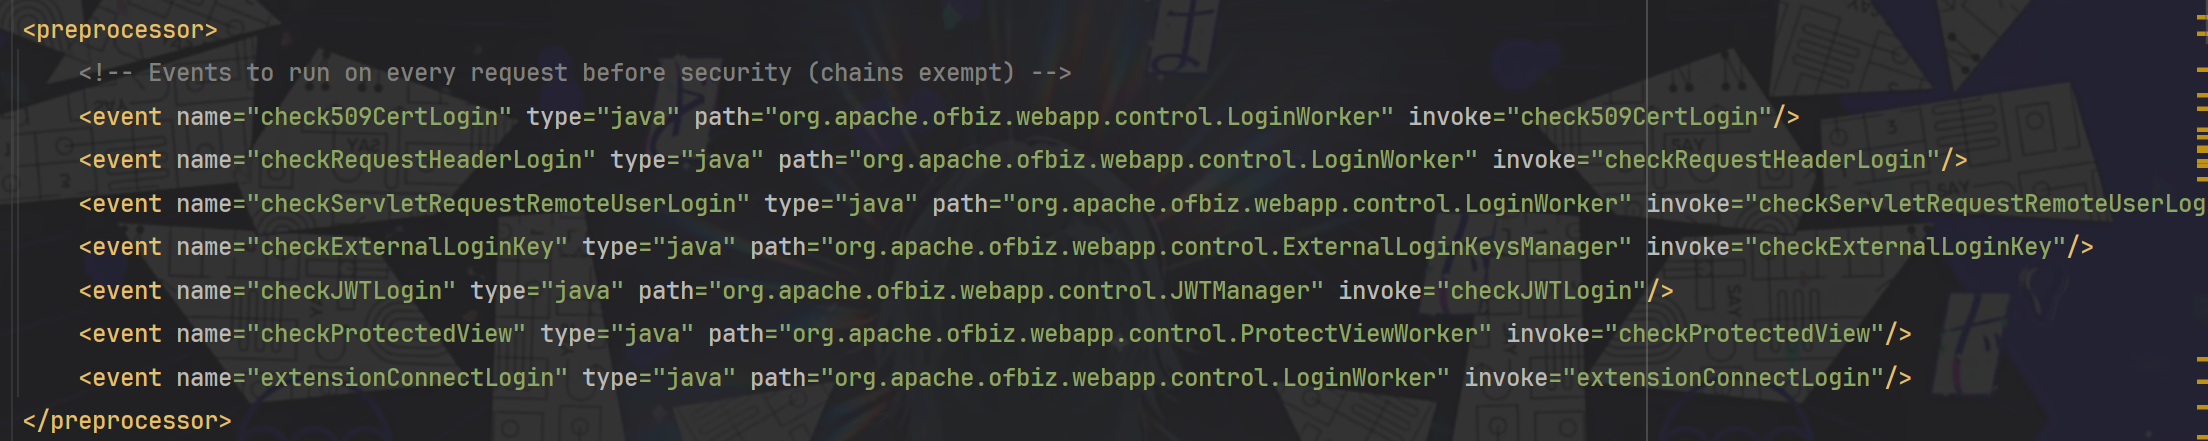 <preprocessor>
<!-- Events to run on every request before security (chains exempt) -->
<event name="check509CertLogin" type="java" path="org.apache.ofbiz.webapp.control.LoginWorker" invoke="check509CertLogin"/>
<event name="checkRequestHeaderLogin" type="java" path="org.apache.ofbiz.webapp.control.LoginWorker" invoke="checkRequestHeaderLogin"/>
<event name="checkServletRequestRemoteUserLogin" type="java" path="org.apache.ofbiz.webapp.control.LoginWorker" invoke="checkServletRequestRemoteUserLog
<event name="checkExternalLoginKey" type="java" path="org.apache.ofbiz.webapp.control.ExternalLoginKeysManager" invoke="checkExternalLoginKey"/>
<event name="checkJWTLogin" type="java" path="org.apache.ofbiz.webapp.control.JWTManager" invoke="checkJWTLogin"/>
<event name="checkProtectedView" type="java" path="org.apache.ofbiz.webapp.control.ProtectViewWorker" invoke="checkProtectedView"/>
<event name="extensionConnectLogin" type="java" path="org.apache.ofbiz.webapp.control.LoginWorker" invoke="extensionConnectLogin"/>
</preprocessor>